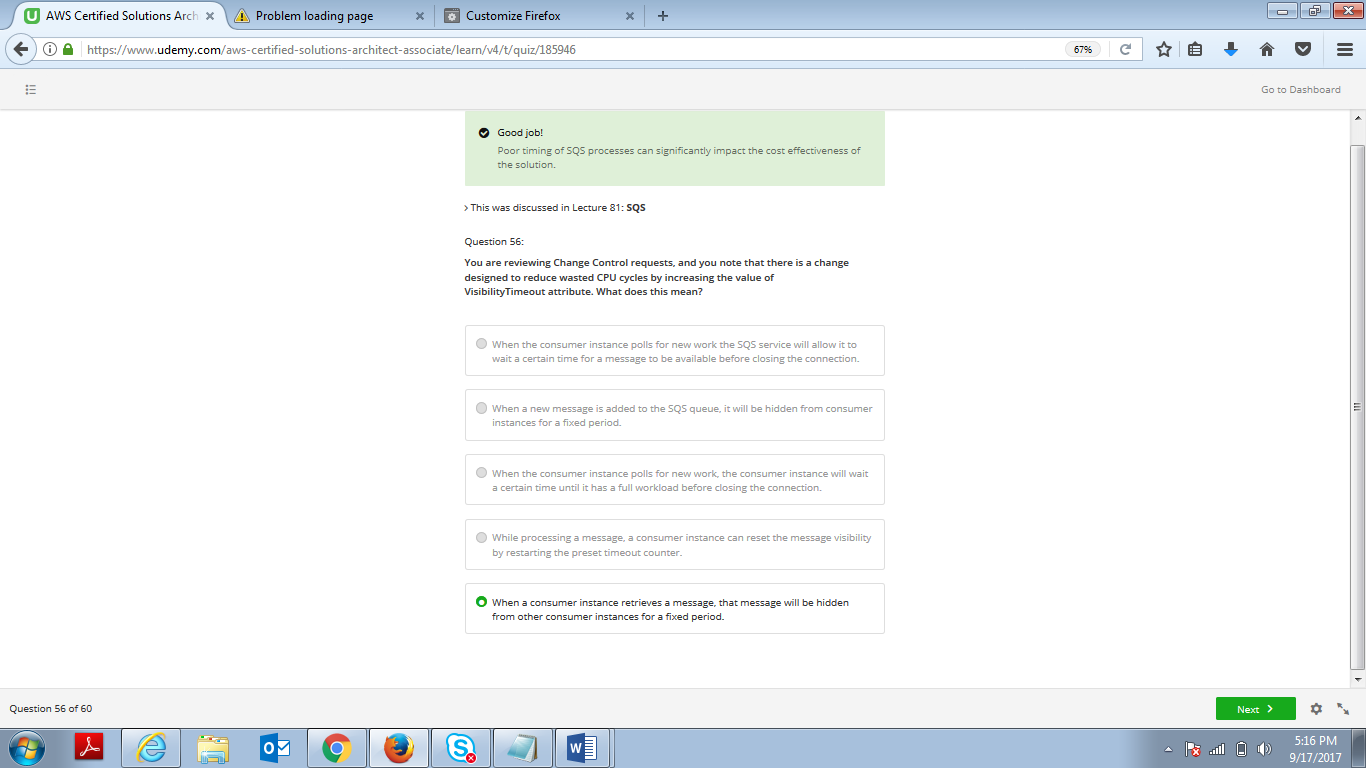 AWS Certified Solutions Arch
Problem loading page
Customize Firefox
https://www.udemy.com/aws-certified-solutions-architect-associate/learn/v4/t/quiz/185946
67%
Go to Dashboard
Good job!
Poor timing of SQS processes can significantly impact the cost effectiveness of
the solution.
This was discussed in Lecture 81: SQS
Question 56:
You are reviewing Change Control requests, and you note that there is a change
designed to reduce wasted CPU cycles by increasing the value of
VisibilityTimeout attribute. What does this mean?
When the consumer instance polls for new work the SQS service will allow it to
wait a certain time for a message to be available before closing the connection.
When a new message is added to the SQS queue, it will be hidden from consumer
instances for a fixed period.
When the consumer instance polls for new work, the consumer instance will wait
a certain time until it has a full workload before closing the connection.
While processing a message, a consumer instance can reset the message visibility
by restarting the preset timeout counter.
When a consumer instance retrieves a message, that message will be hidden
from other consumer instances for a fixed period.
Question 56 of 60
Next
5:16 PM
9/17/2017